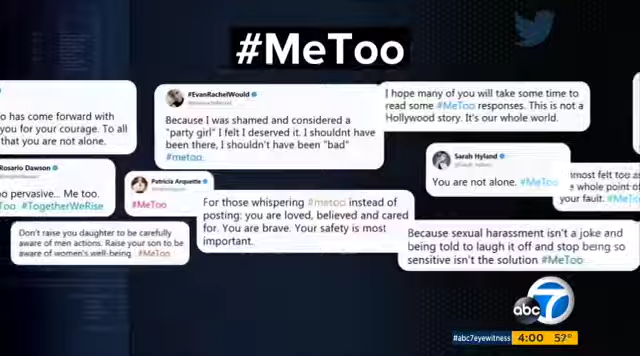 #MeToo
o has come forward with
you for your courage. To all
that you are not alone.
#EvanRachelWould
Because I was shamed and considered a
"party girl" I felt I deserved it. I shouldnt have
been there, I shouldn't have been "bad"
#metoo.
I hope many of you will take some time to
read some #MeToo responses. This is not a
Hollywood story. It's our whole world.
Rosario Dawson
oo pervasive... Me too.
Too #TogetherWeRise
Patricia Arquette
#MeToo
For those whispering #metoo instead of
posting: you are loved, believed and cared
for. You are brave. Your safety is most
important.
Sarah Hyland
You are not alone. #MeToo
most felt too as
e whole point of
your fault. #MeTo
Don't raise you daughter to be carefully
aware of men actions. Raise your son to be
aware of women's well-being #MeToo
Because sexual harassment isn't a joke and
being told to laugh it off and stop being so
sensitive isn't the solution #MeToo
abc 7
#abc7eyewitness 4:00 57°